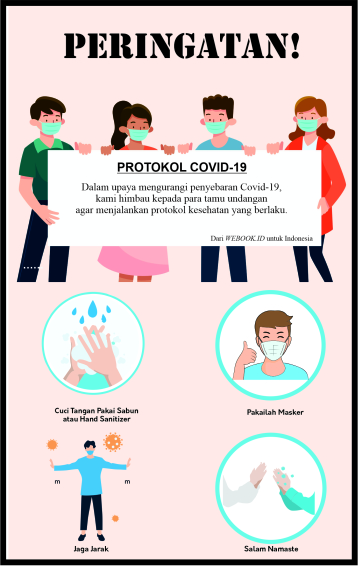 PERINGATAN!
PROTOKOL COVID-19
Dalam upaya mengurangi penyebaran Covid-19,
kami himbau kepada para tamu undangan
agar menjalankan protokol kesehatan yang berlaku.
Dari WEBOOK.ID untuk Indonesia
Cuci Tangan Pakai Sabun
atau Hand Sanitizer
Pakailah Masker
m m
Jaga Jarak
Salam Namaste